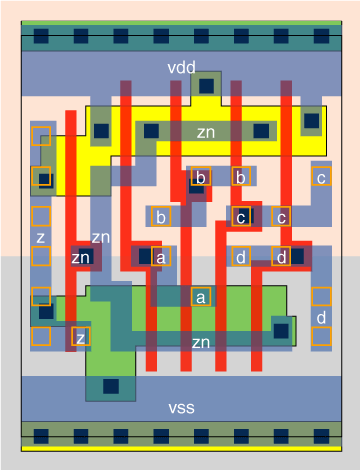 vdd
zn
b b c
b c c
z zn
zn a d d
a
z zn d
vss